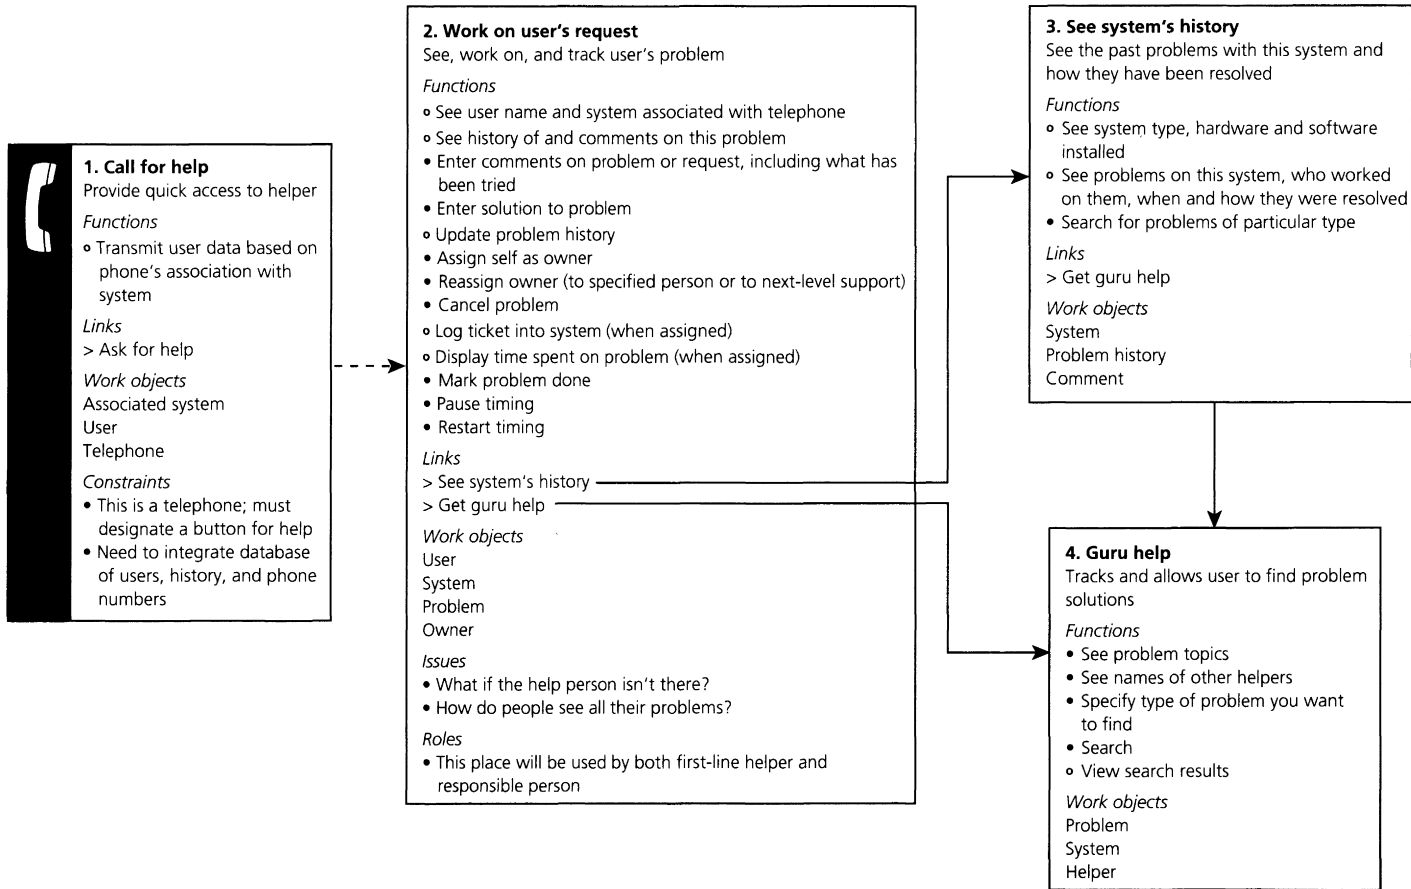 1. Call for help
Provide quick access to helper
Functions
o Transmit user data based on
phone's association with
system
Links
> Ask for help
Work objects
Associated system
User
Telephone
Constraints
• This is a telephone; must
designate a button for help
• Need to integrate database
of users, history, and phone
numbers
2. Work on user's request
See, work on, and track user's problem
Functions
o See user name and system associated with telephone
o See history of and comments on this problem
• Enter comments on problem or request, including what has
been tried
• Enter solution to problem
o Update problem history
• Assign self as owner
• Reassign owner (to specified person or to next-level support)
• Cancel problem
o Log ticket into system (when assigned)
o Display time spent on problem (when assigned)
• Mark problem done
• Pause timing
• Restart timing
Links
> See system's history
> Get guru help
Work objects
User
System
Problem
Owner
Issues
• What if the help person isn't there?
• How do people see all their problems?
Roles
• This place will be used by both first-line helper and
responsible person
3. See system's history
See the past problems with this system and
how they have been resolved
Functions
o See system type, hardware and software
installed
o See problems on this system, who worked
on them, when and how they were resolved
• Search for problems of particular type
Links
> Get guru help
Work objects
System
Problem history
Comment
4. Guru help
Tracks and allows user to find problem
solutions
Functions
• See problem topics
• See names of other helpers
• Specify type of problem you want
to find
• Search
o View search results
Work objects
Problem
System
Helper